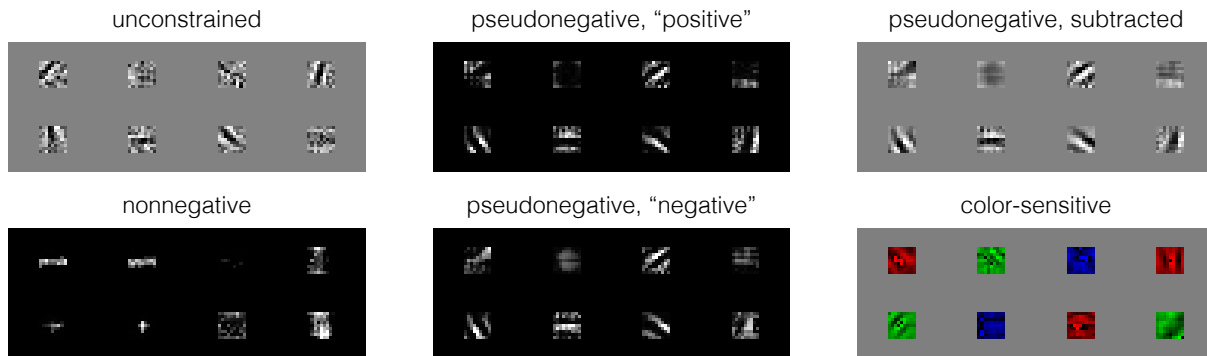 unconstrained
pseudonegative, “positive”
pseudonegative, subtracted
nonnegative
pseudonegative, “negative”
color-sensitive